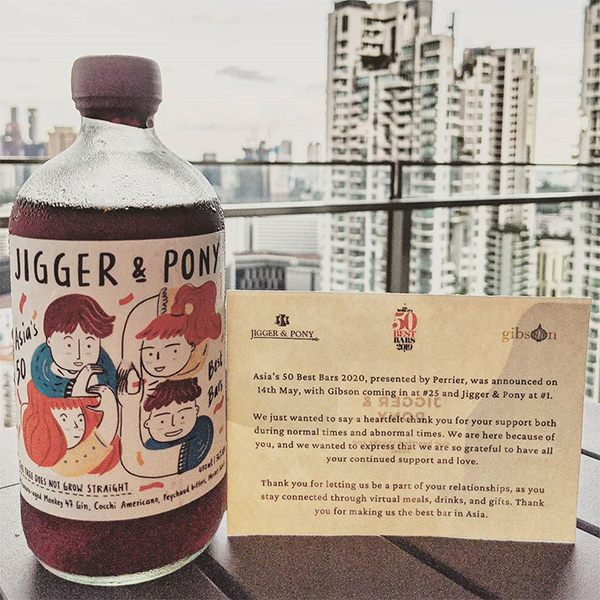 JIGGER & PONY
Asia's
50
Best
Bars
TREE DOES NOT GROW STRAIGHT
aged Monkey 47 Gin, Cocchi Americano, Peychaud bitters,
JIGGER & PONY
50
BEST
BARS
2019
gibson
Asia's 50 Best Bars 2020, presented by Perrier, was announced on
14th May, with Gibson coming in at #25 and Jigger & Pony at #1.
We just wanted to say a heartfelt thank you for your support both
during normal times and abnormal times. We are here because of
you, and we wanted to express that we are so grateful to have all
your continued support and love.
Thank you for letting us be a part of your relationships, as you
stay connected through virtual meals, drinks, and gifts. Thank
you for making us the best bar in Asia.